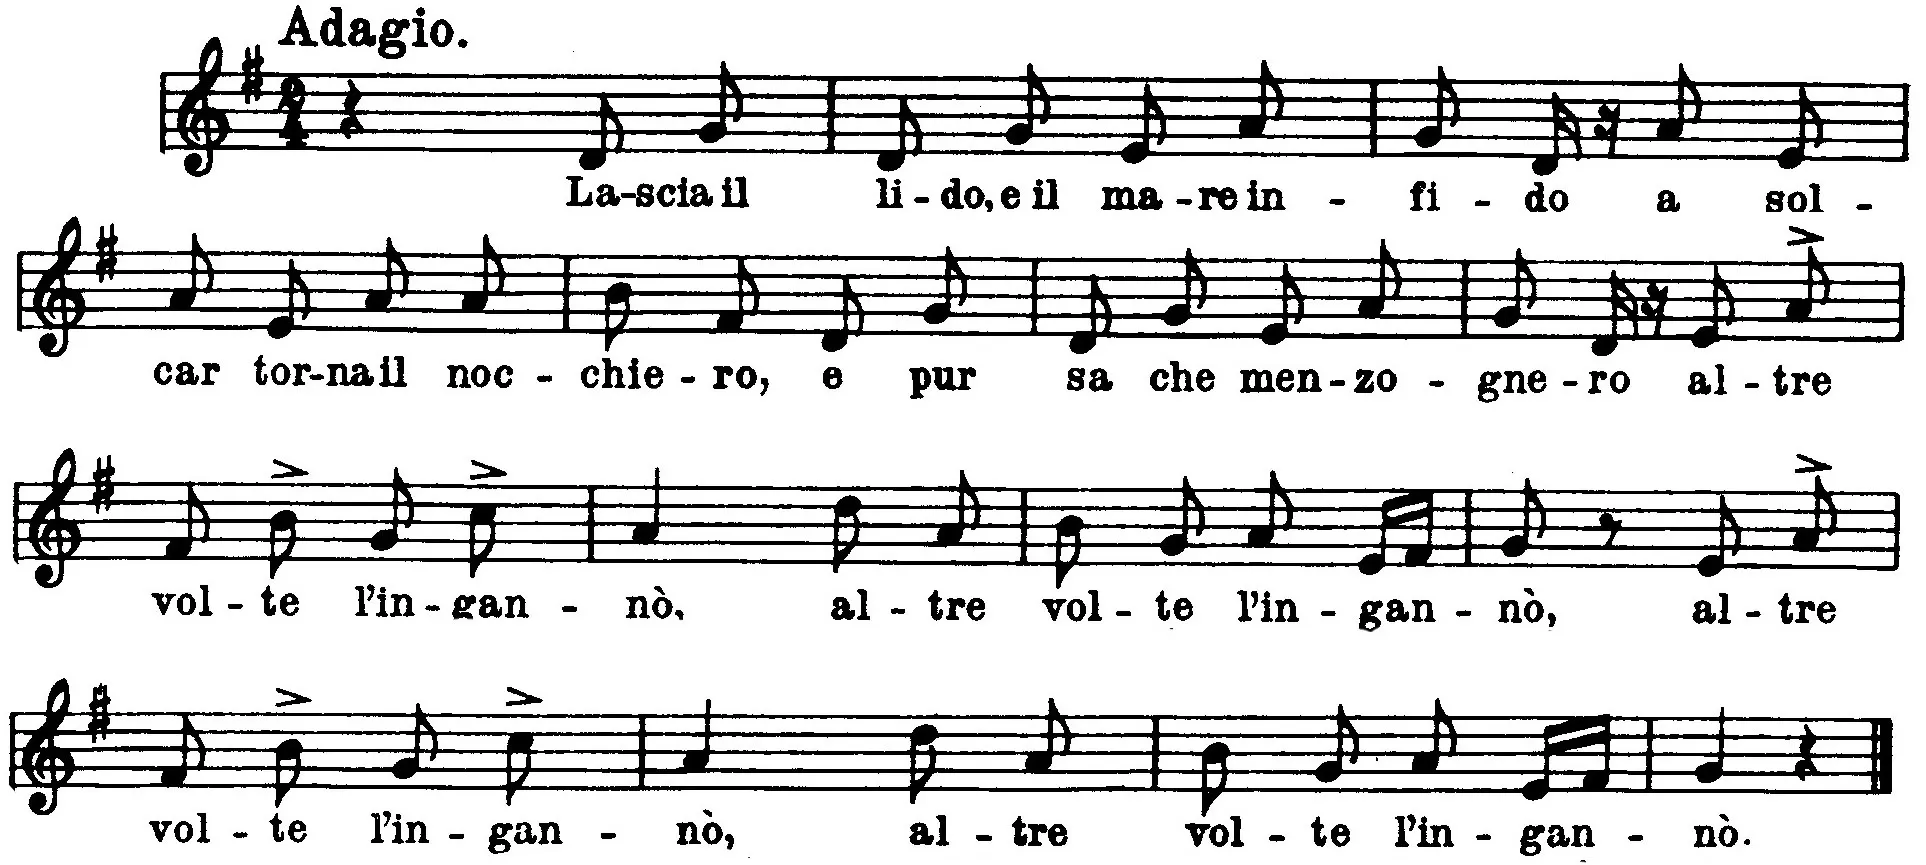 Adagio.
2 4
La-scia il li-do, e il ma-re in-fi-do a sol-
car tor-na il noc-chie-ro, e pur sa che men-zo-gne-ro al-tre
vol-te l'in-gan-nò. al-tre vol-te l'in-gan-nò, al-tre
vol-te l'in-gan-nò, al-tre vol-te l'in-gan-nò.